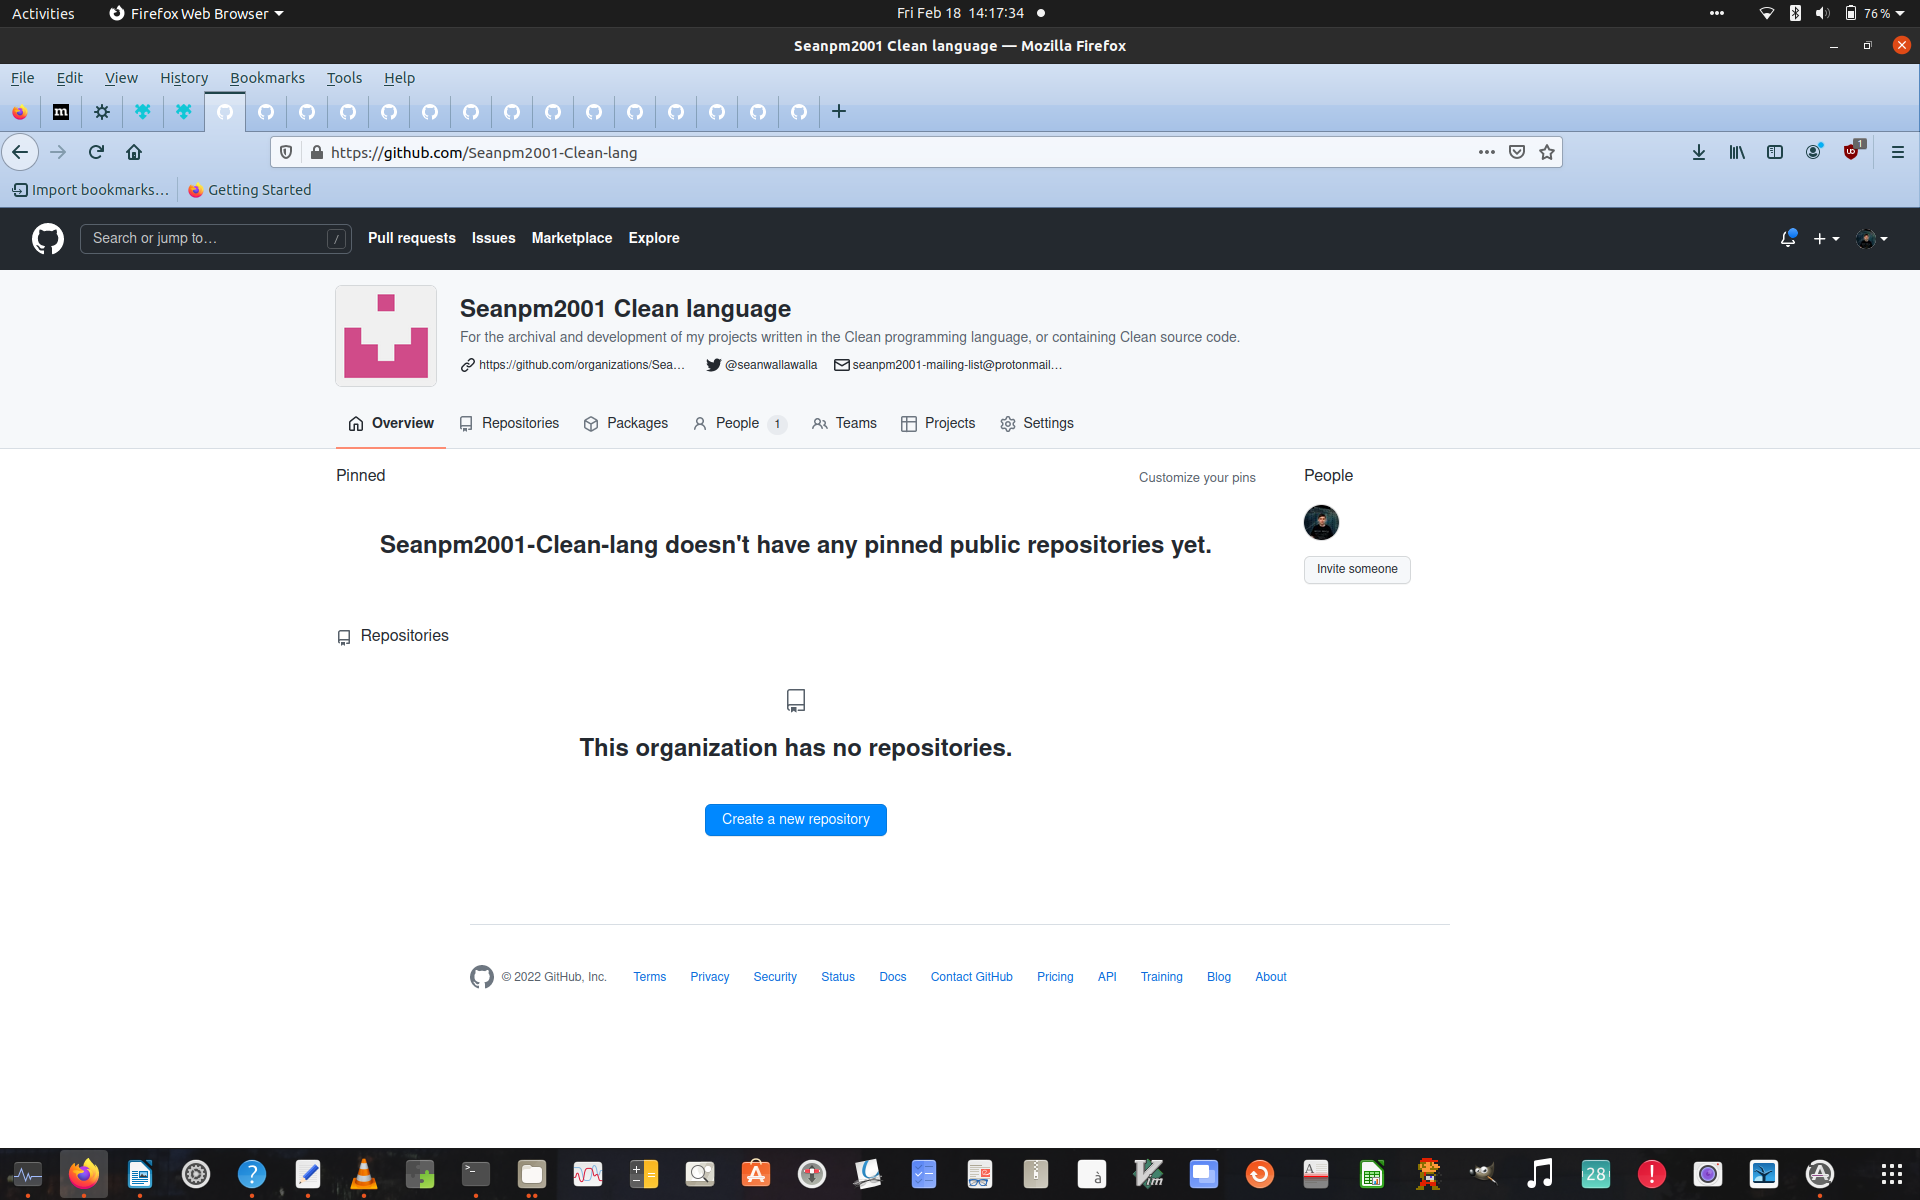 Activities Firefox Web Browser Fri Feb 18 14:17:34 76 %
Seanpm2001 Clean language — Mozilla Firefox
File Edit View History Bookmarks Tools Help
m
https://github.com/Seanpm2001-Clean-lang 1
Import bookmarks... Getting Started
Search or jump to... / Pull requests Issues Marketplace Explore
Seanpm2001 Clean language
For the archival and development of my projects written in the Clean programming language, or containing Clean source code.
https://github.com/organizations/Sea... @seanwallawalla seanpm2001-mailing-list@protonmail...
Overview Repositories Packages People 1 Teams Projects Settings
Pinned Customize your pins People
Seanpm2001-Clean-lang doesn't have any pinned public repositories yet.
Invite someone
Repositories
This organization has no repositories.
Create a new repository
© 2022 GitHub, Inc. Terms Privacy Security Status Docs Contact GitHub Pricing API Training Blog About
28